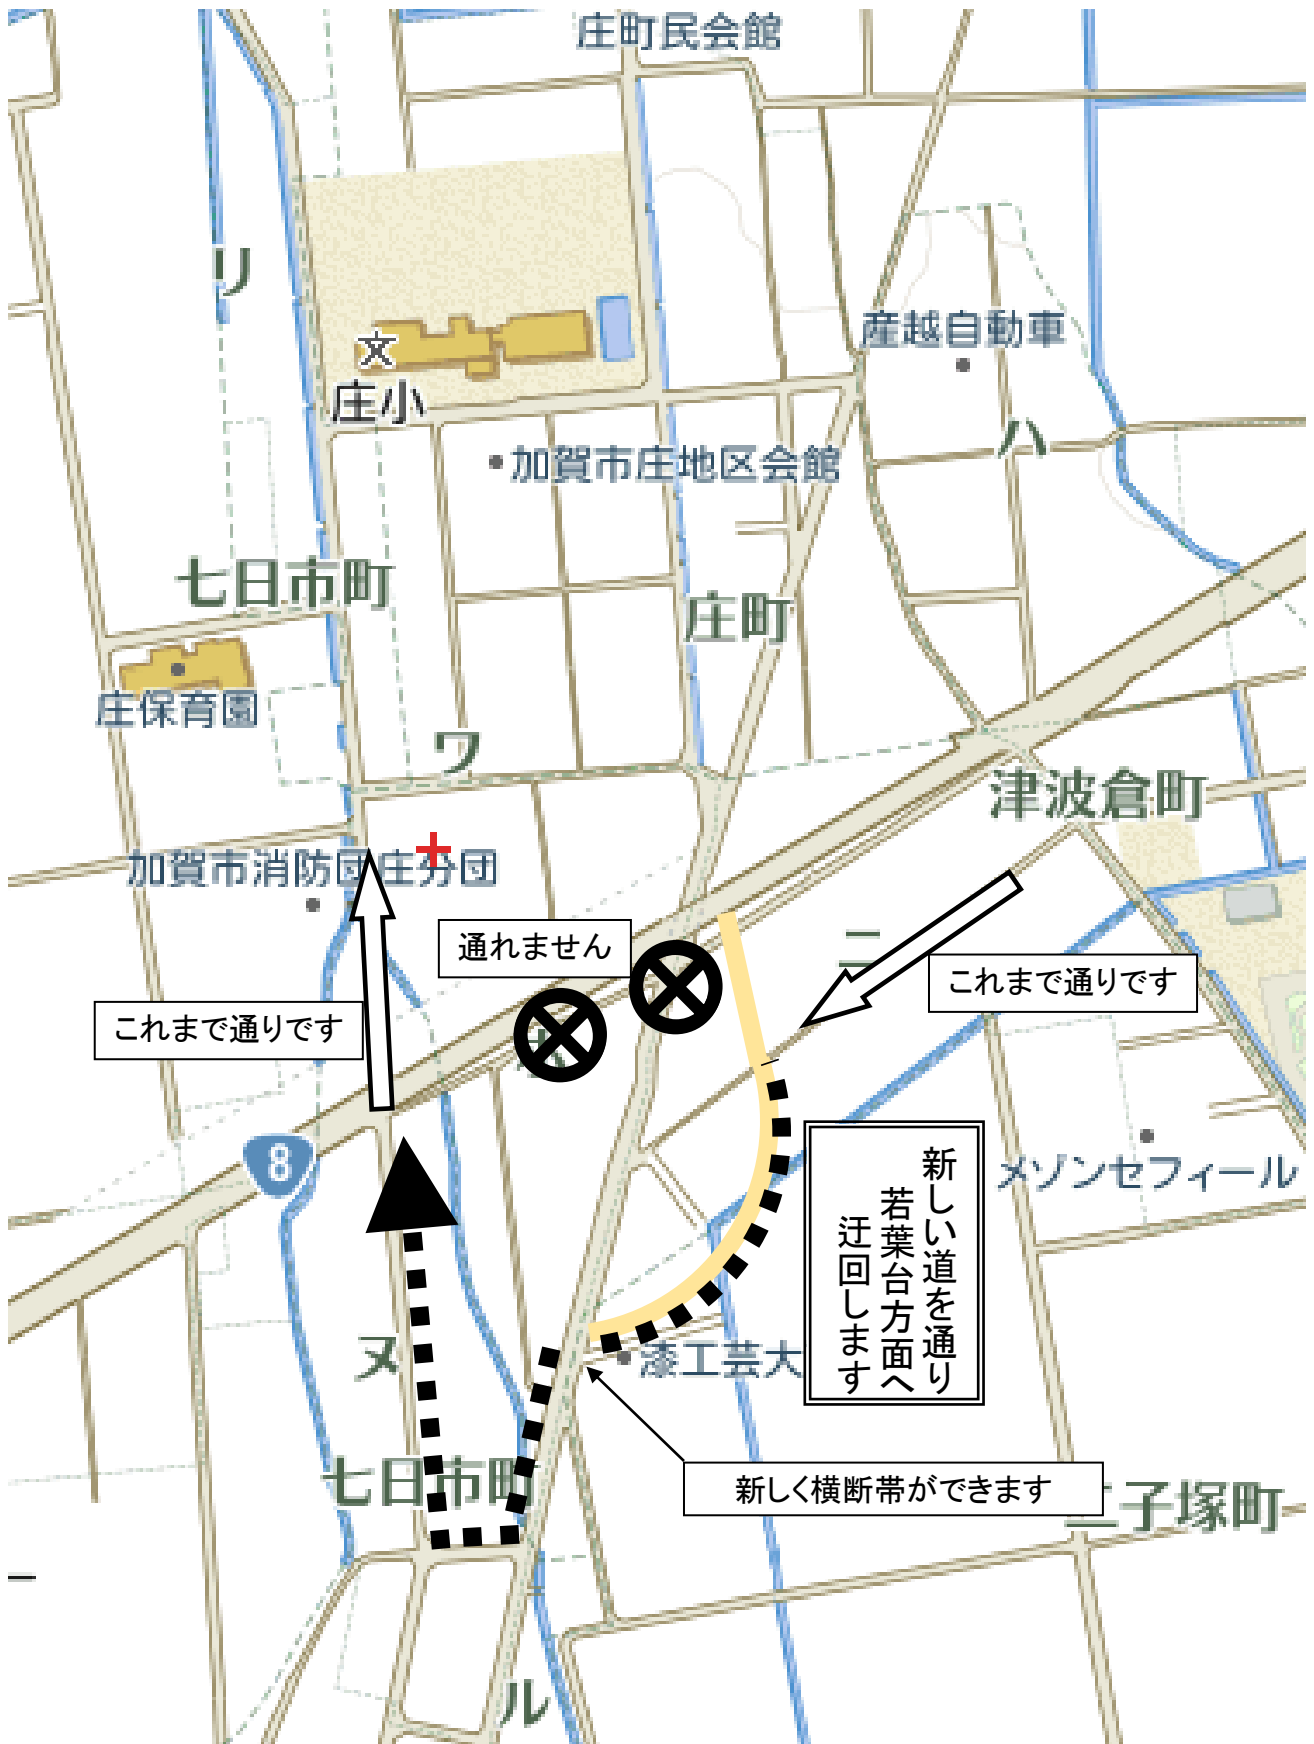 庄町民会館
リ
産越自動車
庄小
ハ
加賀市庄地区会館
七日市町
庄町
庄保育園
ワ
津波倉町
加賀市消防団庄分団
通れません
ニ
これまで通りです
これまで通りです
8
新しい道を通り
若葉台方面へ
迂回します
メゾンセフィール
ヌ
漆工芸大
七日市町
新しく横断帯ができます
二子塚町
ル